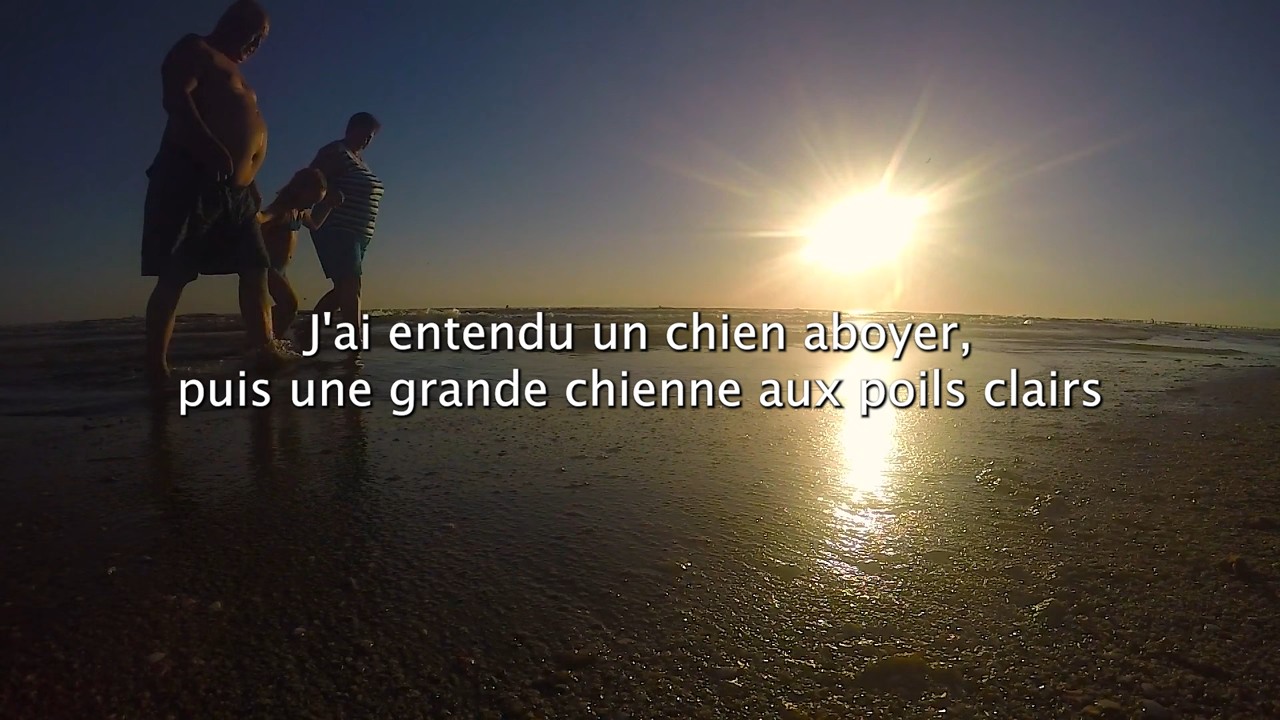 J'ai entendu un chien aboyer,
puis une grande chienne aux poils clairs